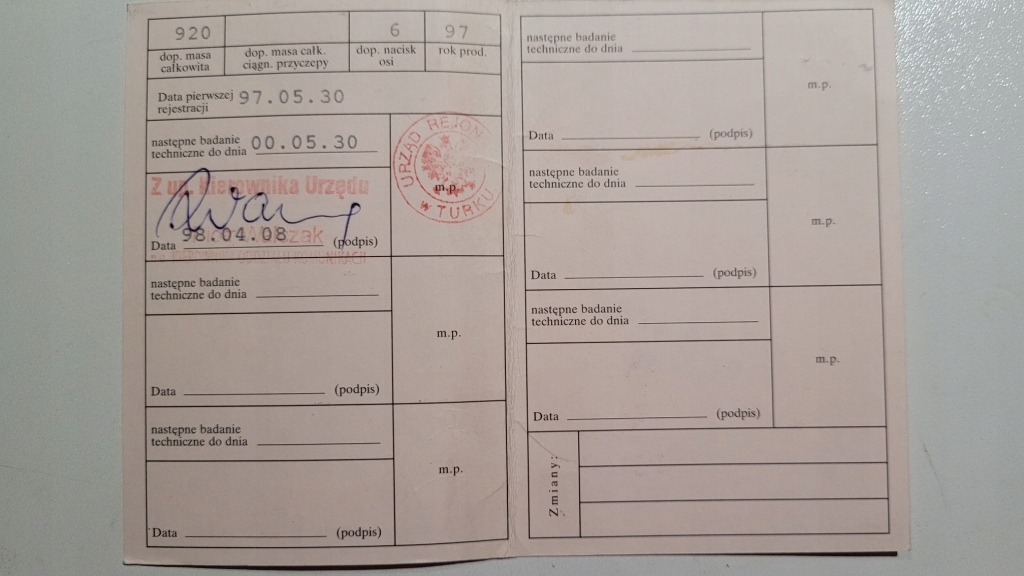 920 6 97
dop. masa całkowita
dop. masa całk. ciągn. przyczepy
dop. nacisk osi
rok prod.
Data pierwszej
rejestracji 97.05.30
następne badanie
techniczne do dnia 00.05.30
URZĄD REJON
w TURKU
m.p.
Z up. Kierownika Urzędu
Data 98.04.08 (podpis)
następne badanie
techniczne do dnia
m.p.
Data (podpis)
następne badanie
techniczne do dnia
m.p.
Data (podpis)
następne badanie
techniczne do dnia
m.p.
Data (podpis)
następne badanie
techniczne do dnia
m.p.
Data (podpis)
następne badanie
techniczne do dnia
m.p.
Data (podpis)
Zmiany: